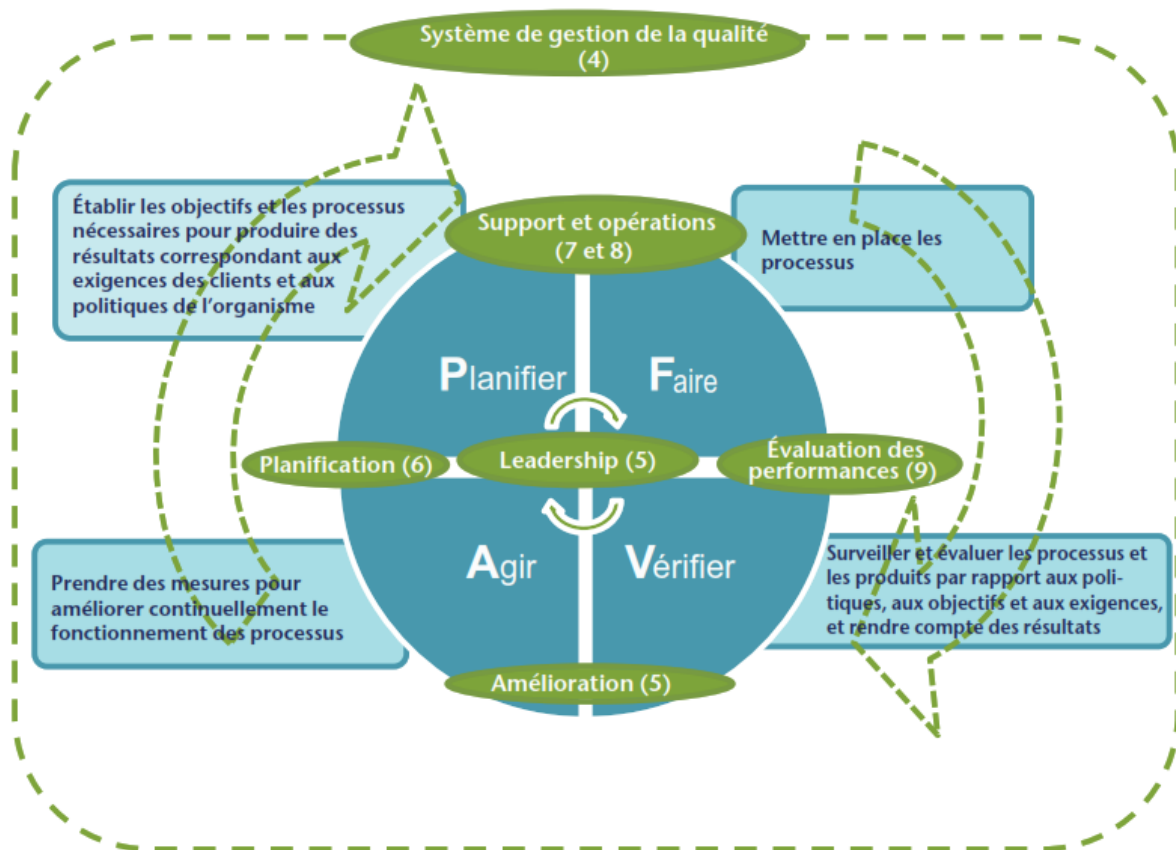 Système de gestion de la qualité
(4)
Établir les objectifs et les processus
nécessaires pour produire des
résultats correspondant aux
exigences des clients et aux
politiques de l'organisme
Support et opérations
(7 et 8)
Mettre en place les
processus
Planifier
Faire
Planification (6)
Leadership (5)
Évaluation des
performances (9)
Agir
Vérifier
Prendre des mesures pour
améliorer continuellement le
fonctionnement des processus
Surveiller et évaluer les processus et
les produits par rapport aux poli-
tiques, aux objectifs et aux exigences,
et rendre compte des résultats
Amélioration (5)